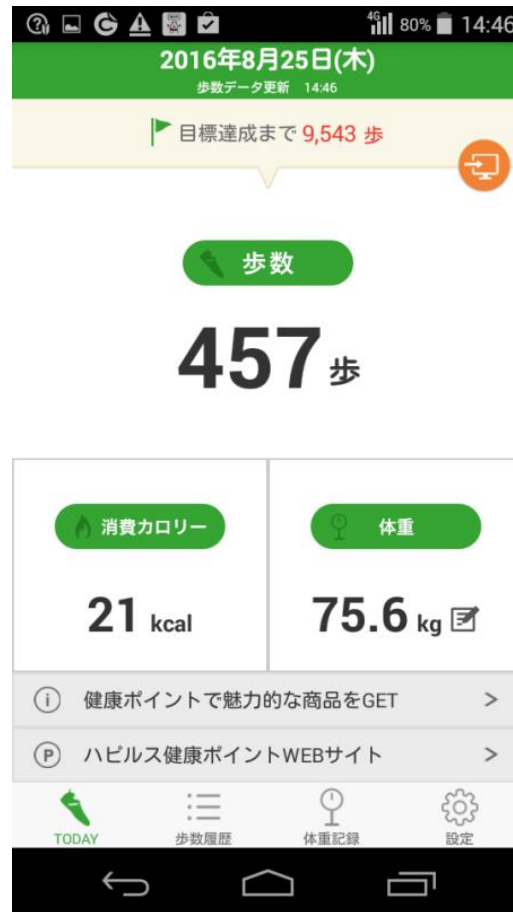 4G 80% 14:46
2016年8月25日(木)
歩数データ更新 14:46
目標達成まで 9,543 歩
歩数
457 歩
消費カロリー
体重
21 kcal
75.6 kg
i 健康ポイントで魅力的な商品をGET >
P ハピルス健康ポイントWEBサイト >
TODAY 歩数履歴 体重記録 設定